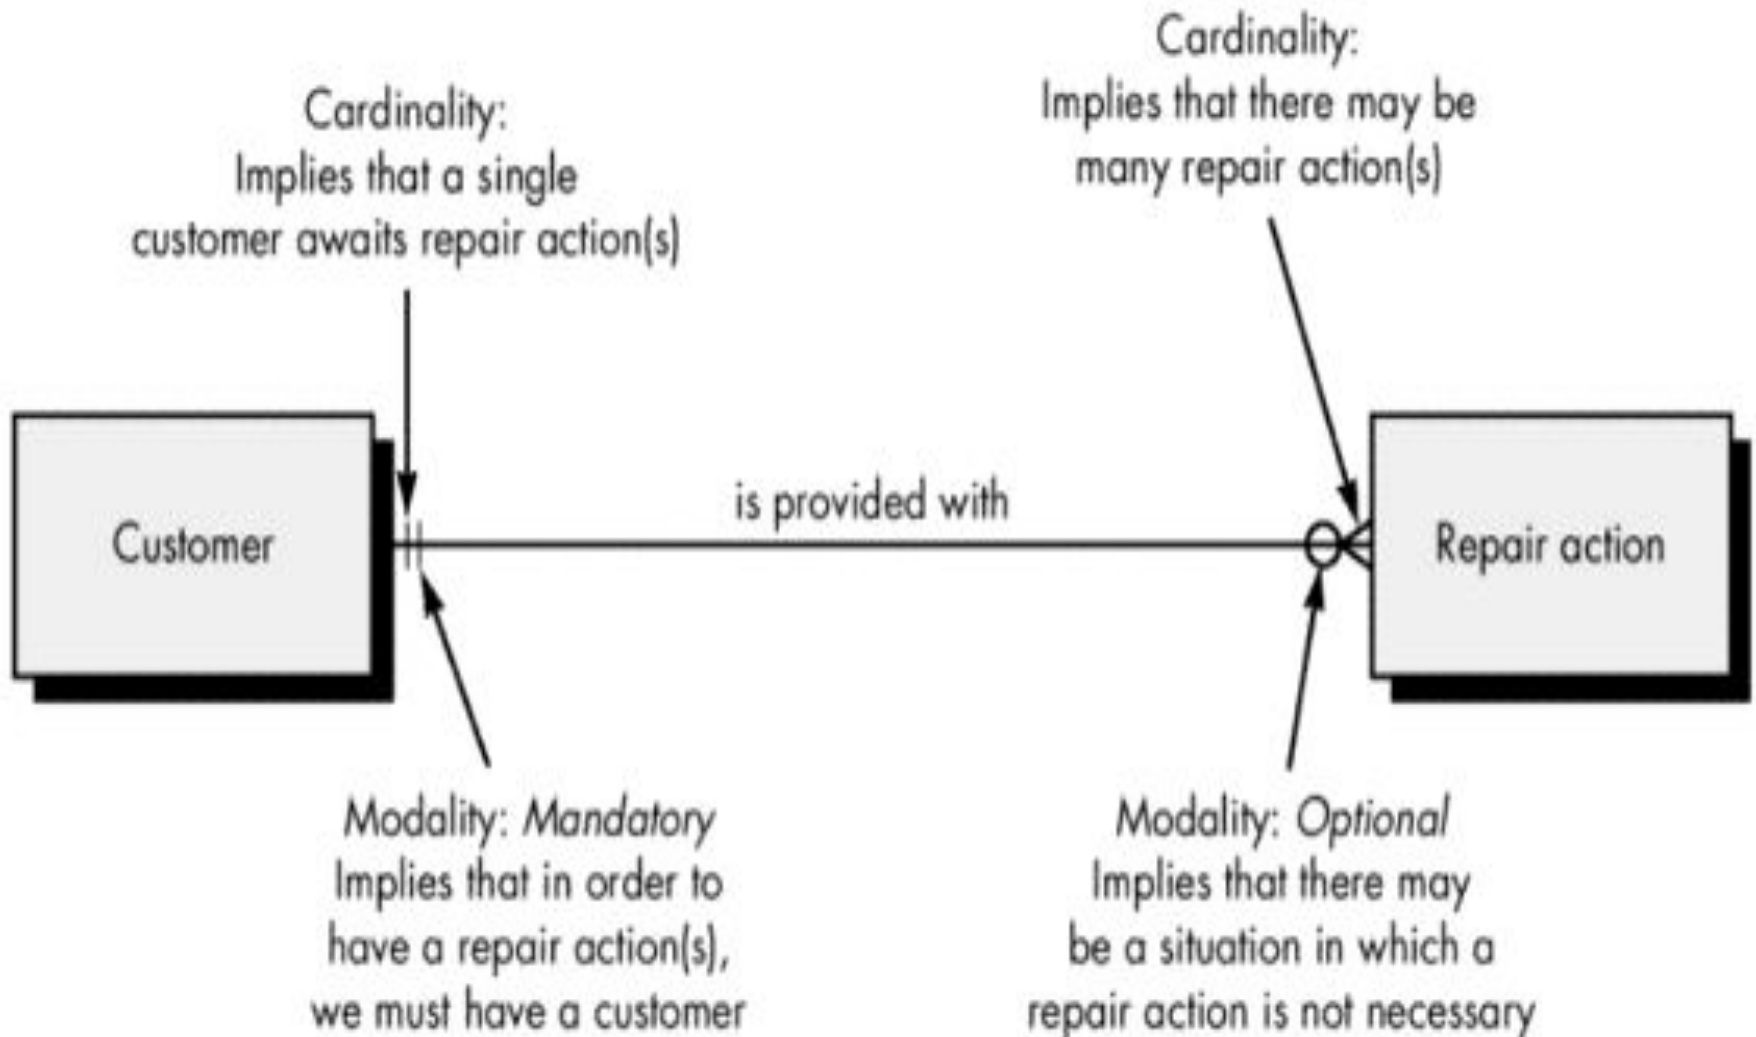 Cardinality:
Implies that a single
customer awaits repair action(s)
Cardinality:
Implies that there may be
many repair action(s)
Customer
is provided with
Repair action
Modality: Mandatory
Implies that in order to
have a repair action(s),
we must have a customer
Modality: Optional
Implies that there may
be a situation in which a
repair action is not necessary